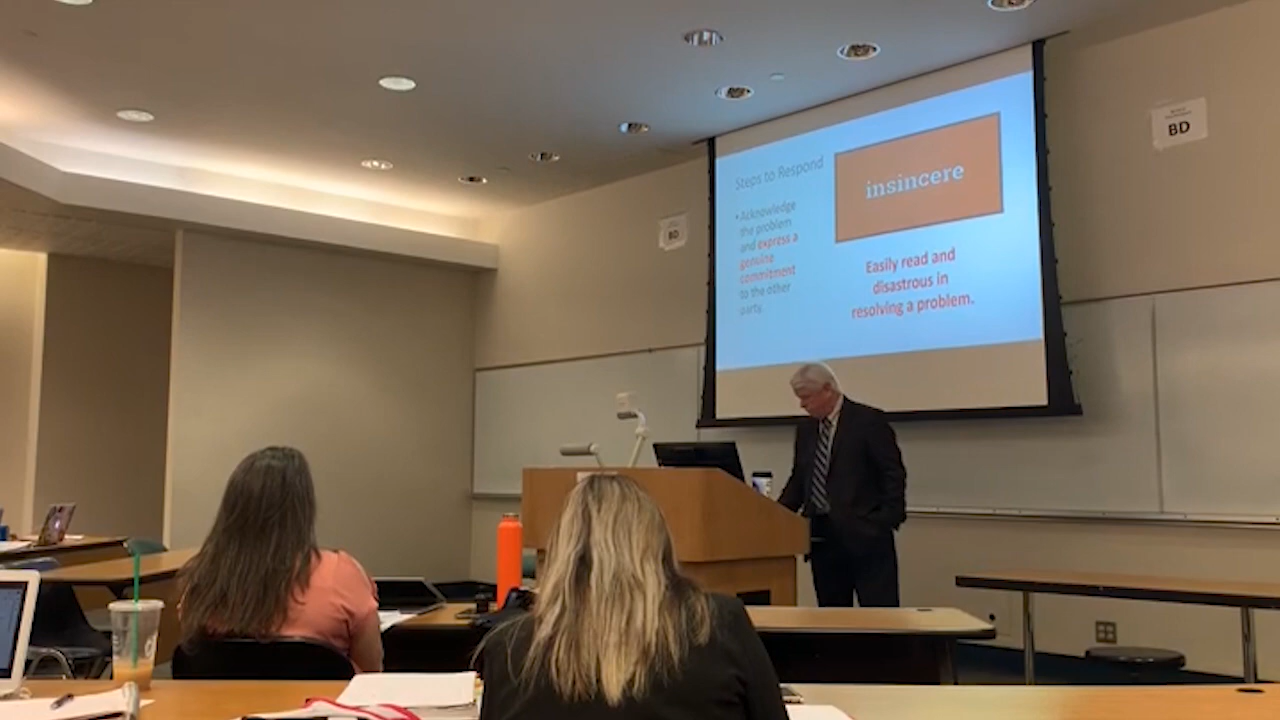 Steps to Respond
•Acknowledge
the problem
and express a
genuine
commitment
to the other
party.
insincere
Easily read and
disastrous in
resolving a problem.
BD
BD